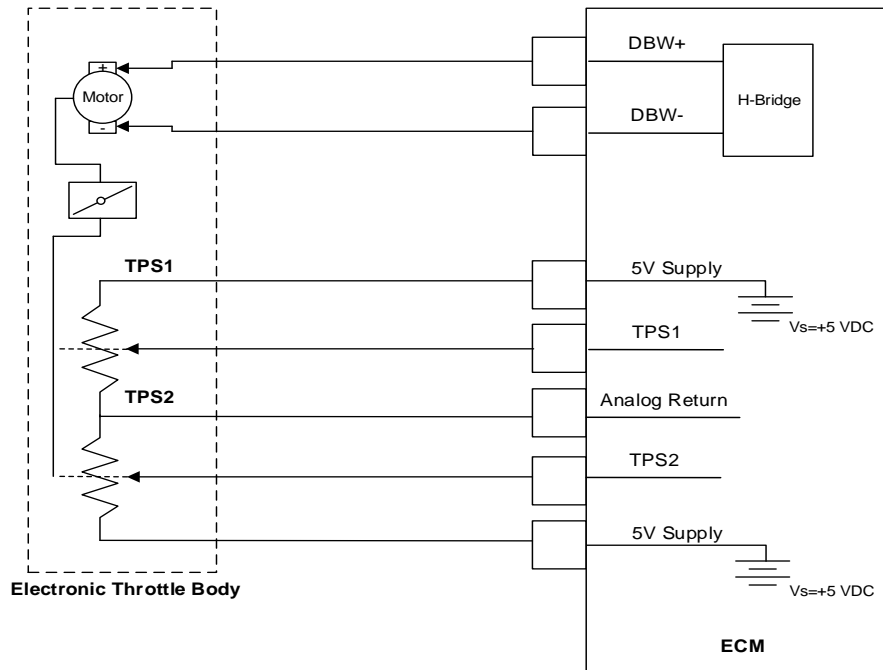 DBW+
+
Motor
H-Bridge
-
DBW-
TPS1
5V Supply
Vs=+5 VDC
TPS1
TPS2
Analog Return
TPS2
5V Supply
Electronic Throttle Body
Vs=+5 VDC
ECM